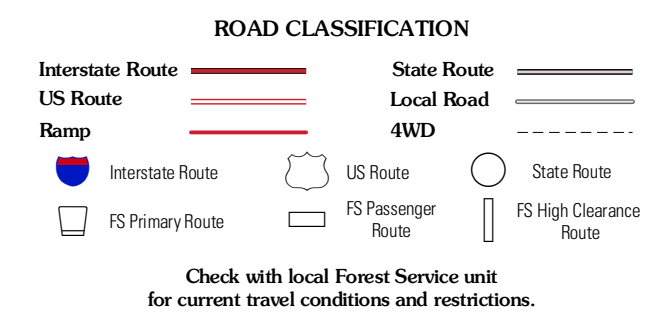 ROAD CLASSIFICATION
Interstate Route
State Route
US Route
Local Road
Ramp
4WD
Interstate Route
US Route
State Route
FS Primary Route
FS Passenger
Route
FS High Clearance
Route
Check with local Forest Service unit
for current travel conditions and restrictions.